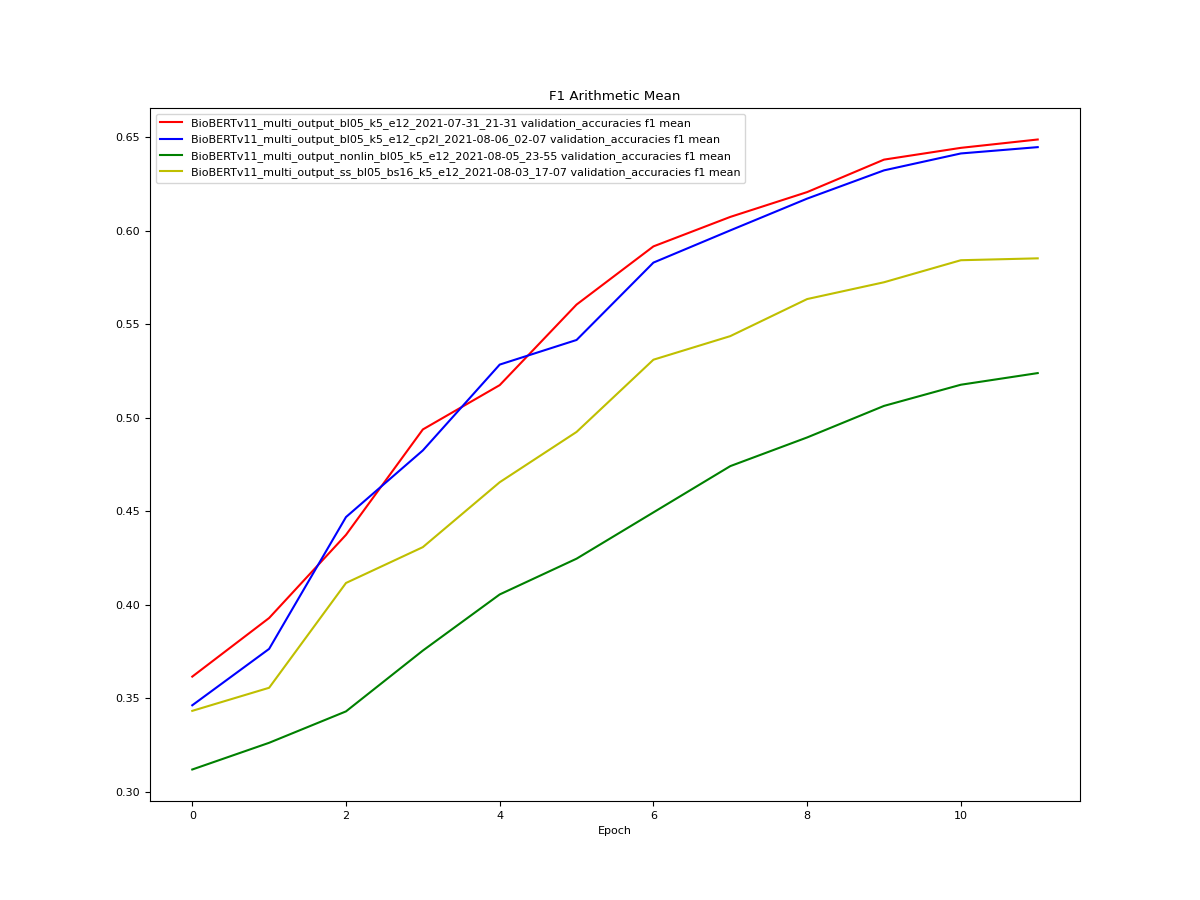 F1 Arithmetic Mean
BioBERTv11_multi_output_bl05_k5_e12_2021-07-31_21-31 validation_accuracies f1 mean
BioBERTv11_multi_output_bl05_k5_e12_cp2l_2021-08-06_02-07 validation_accuracies f1 mean
BioBERTv11_multi_output_nonlin_bl05_k5_e12_2021-08-05_23-55 validation_accuracies f1 mean
BioBERTv11_multi_output_ss_bl05_bs16_k5_e12_2021-08-03_17-07 validation_accuracies f1 mean
0.65
0.60
0.55
0.50
0.45
0.40
0.35
0.30
0 2 4 6 8 10
Epoch